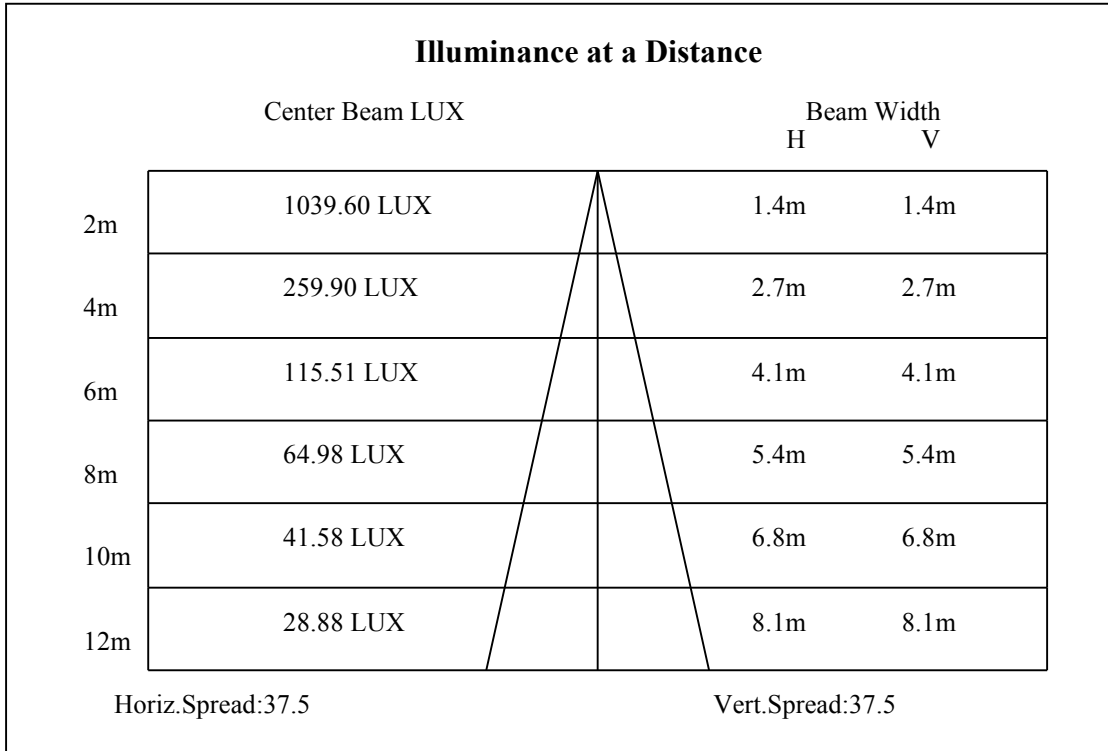 Illuminance at a Distance
Center Beam LUX Beam Width
H V
2m 1039.60 LUX 1.4m 1.4m
4m 259.90 LUX 2.7m 2.7m
6m 115.51 LUX 4.1m 4.1m
8m 64.98 LUX 5.4m 5.4m
10m 41.58 LUX 6.8m 6.8m
12m 28.88 LUX 8.1m 8.1m
Horiz.Spread:37.5 Vert.Spread:37.5